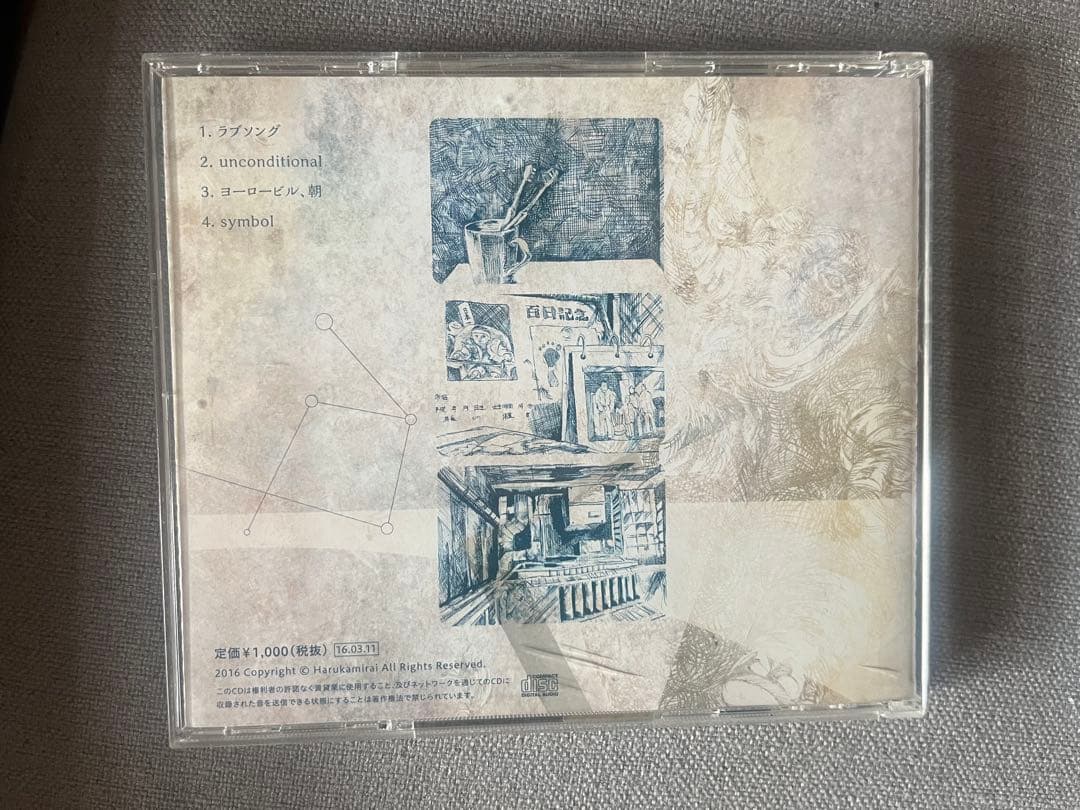 1. ラブソング
2. unconditional
3. ヨーロービル、朝
4. symbol
百日記念
定価¥1,000(税抜) 16.03.11
2016 Copyright © Harukamirai All Rights Reserved.
このCDは権利者の許諾なく賃貸業に使用すること、及びネットワークを通じてのCDに
収録された音を送信できる状態にすることは著作権法で禁じられています。
COMPACT
disc
DIGITAL AUDIO